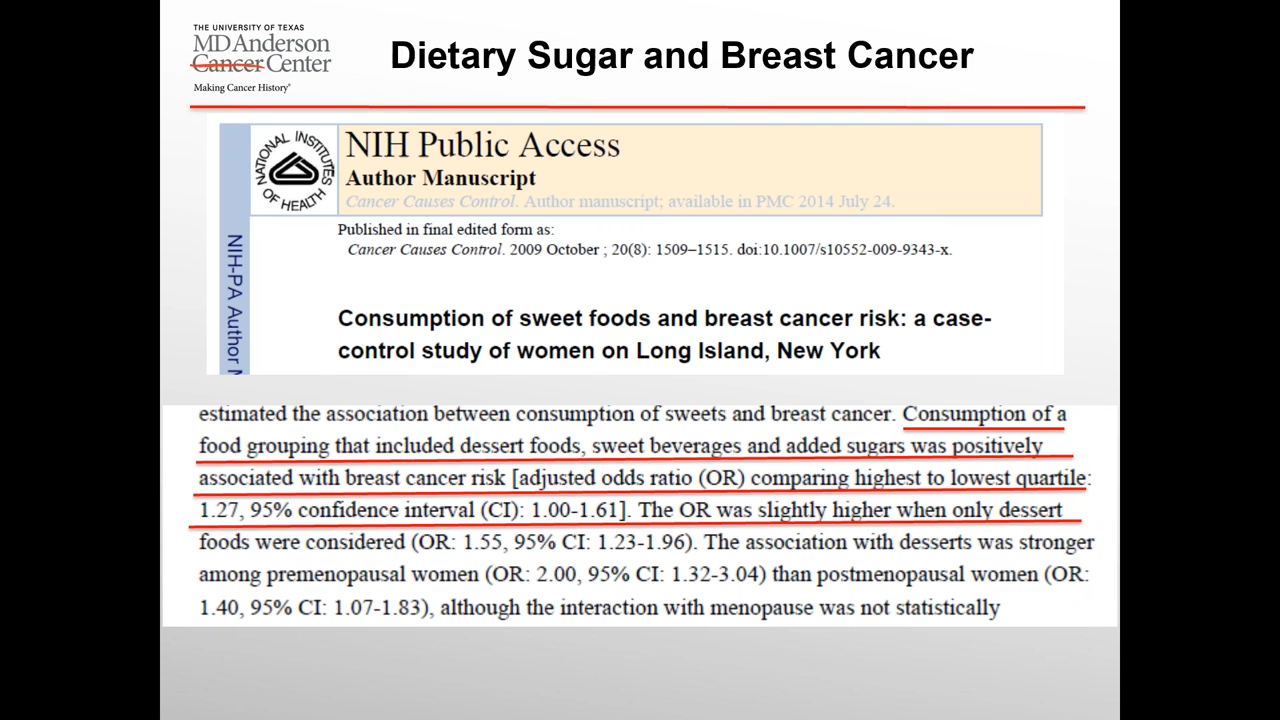 THE UNIVERSITY OF TEXAS
MD Anderson
Cancer Center
Making Cancer History®
Dietary Sugar and Breast Cancer
NATIONAL INSTITUTES OF HEALTH
NIH Public Access
Author Manuscript
Cancer Causes Control. Author manuscript; available in PMC 2014 July 24.
NIH-PA Author M
Published in final edited form as:
Cancer Causes Control. 2009 October ; 20(8): 1509–1515. doi:10.1007/s10552-009-9343-x.
Consumption of sweet foods and breast cancer risk: a case-
control study of women on Long Island, New York
estimated the association between consumption of sweets and breast cancer. Consumption of a
food grouping that included dessert foods, sweet beverages and added sugars was positively
associated with breast cancer risk [adjusted odds ratio (OR) comparing highest to lowest quartile:
1.27, 95% confidence interval (CI): 1.00-1.61]. The OR was slightly higher when only dessert
foods were considered (OR: 1.55, 95% CI: 1.23-1.96). The association with desserts was stronger
among premenopausal women (OR: 2.00, 95% CI: 1.32-3.04) than postmenopausal women (OR:
1.40, 95% CI: 1.07-1.83), although the interaction with menopause was not statistically